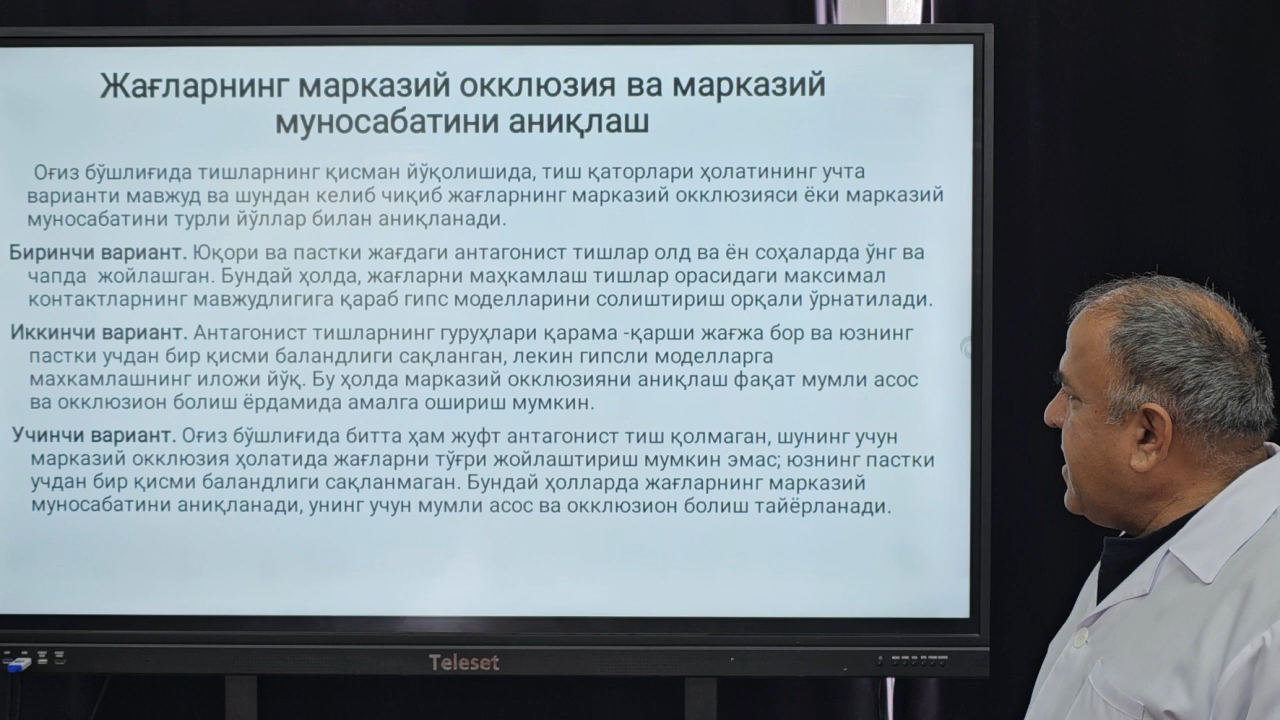 Жағларнинг марказий окклюзия ва марказий
муносабатини аниқлаш
Оғиз бўшлиғида тишларнинг қисман йўқолишида, тиш қаторлари ҳолатининг учта
варианти мавжуд ва шундан келиб чиқиб жағларнинг марказий окклюзияси ёки марказий
муносабатини турли йўллар билан аниқланади.
Биринчи вариант. Юқори ва пастки жағдаги антагонист тишлар олд ва ён соҳаларда ўнг ва
чапда жойлашган. Бундай ҳолда, жағларни маҳкамлаш тишлар орасидаги максимал
контактларнинг мавжудлигига қараб гипс моделларини солиштириш орқали ўрнатилади.
Иккинчи вариант. Антагонист тишларнинг гуруҳлари қарама -қарши жағжа бор ва юзнинг
пастки учдан бир қисми баландлиги сақланган, лекин гипсли моделларга
махкамлашнинг иложи йўқ. Бу ҳолда марказий окклюзияни аниқлаш фақат мумли асос
ва окклюзион болиш ёрдамида амалга ошириш мумкин.
Учинчи вариант. Оғиз бўшлиғида битта ҳам жуфт антагонист тиш қолмаган, шунинг учун
марказий окклюзия ҳолатида жағларни тўғри жойлаштириш мумкин эмас; юзнинг пастки
учдан бир қисми баландлиги сақланмаган. Бундай ҳолларда жағларнинг марказий
муносабатини аниқланади, унинг учун мумли асос ва окклюзион болиш тайёрланади.
Teleset